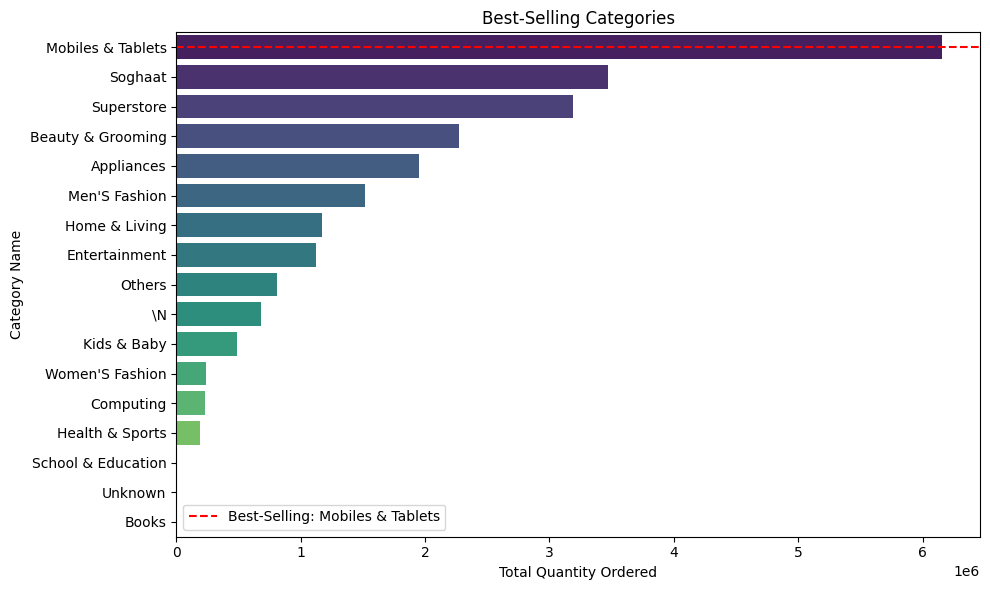 Best-Selling Categories
Category Name
Mobiles & Tablets
Soghaat
Superstore
Beauty & Grooming
Appliances
Men'S Fashion
Home & Living
Entertainment
Others
\N
Kids & Baby
Women'S Fashion
Computing
Health & Sports
School & Education
Unknown
Books
Best-Selling: Mobiles & Tablets
0 1 2 3 4 5 6
1e6
Total Quantity Ordered